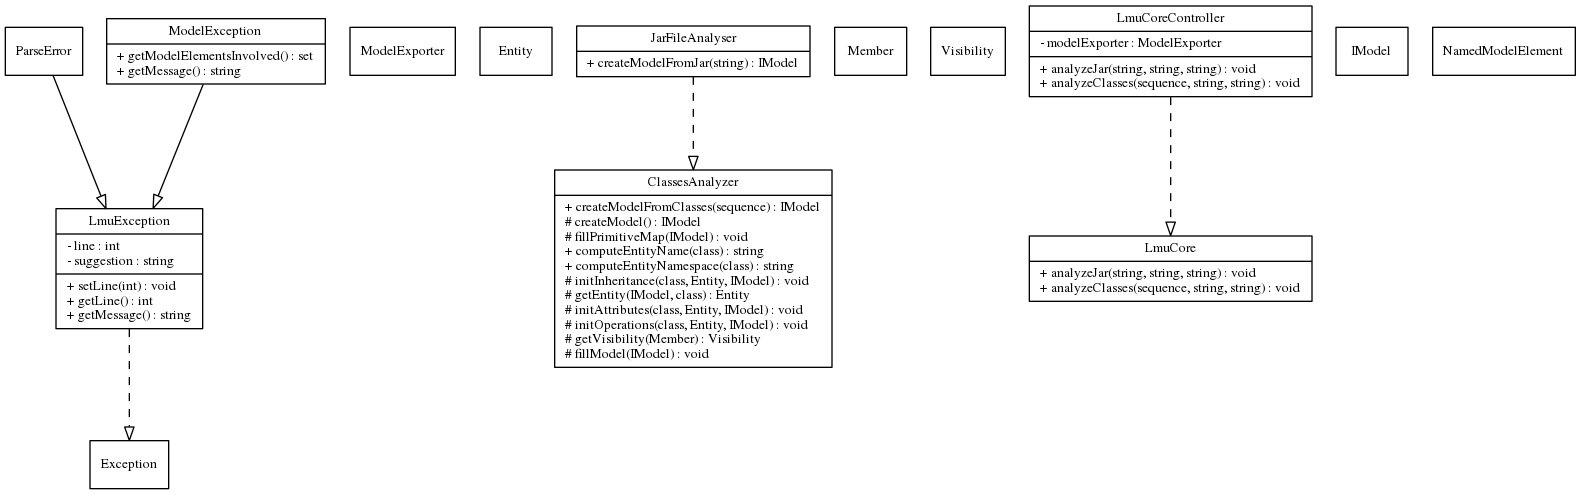 ParseError
ModelException
+ getModelElementsInvolved() : set
+ getMessage() : string
ModelExporter
Entity
JarFileAnalyser
+ createModelFromJar(string) : IModel
Member
Visibility
LmuCoreController
- modelExporter : ModelExporter
+ analyzeJar(string, string, string) : void
+ analyzeClasses(sequence, string, string) : void
IModel
NamedModelElement
LmuException
- line : int
- suggestion : string
+ setLine(int) : void
+ getLine() : int
+ getMessage() : string
ClassesAnalyzer
+ createModelFromClasses(sequence) : IModel
# createModel() : IModel
# fillPrimitiveMap(IModel) : void
+ computeEntityName(class) : string
+ computeEntityNamespace(class) : string
# initInheritance(class, Entity, IModel) : void
# getEntity(IModel, class) : Entity
# initAttributes(class, Entity, IModel) : void
# initOperations(class, Entity, IModel) : void
# getVisibility(Member) : Visibility
# fillModel(IModel) : void
LmuCore
+ analyzeJar(string, string, string) : void
+ analyzeClasses(sequence, string, string) : void
Exception